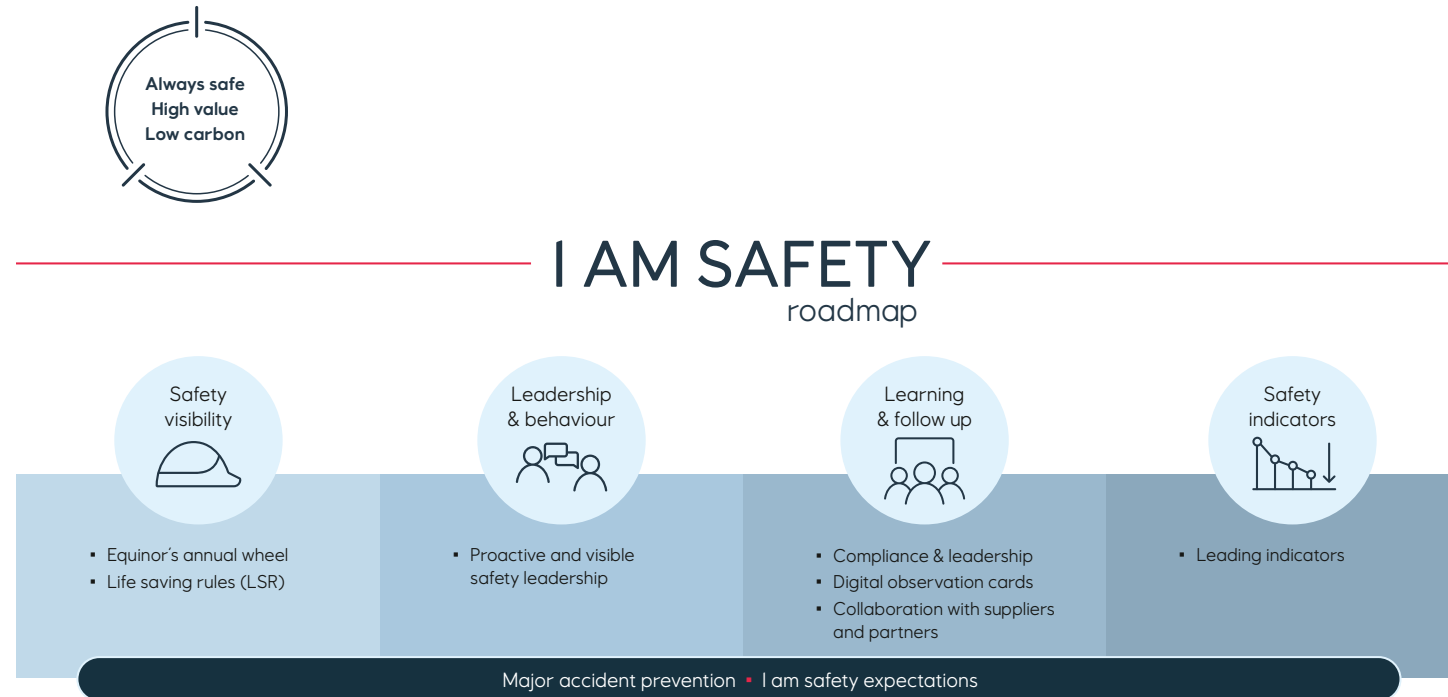 Always safe
High value
Low carbon
I AM SAFETY
roadmap
Safety
visibility
Leadership
& behaviour
Learning
& follow up
Safety
indicators
▪ Equinor´s annual wheel
▪ Life saving rules (LSR)
▪ Proactive and visible
safety leadership
▪ Compliance & leadership
▪ Digital observation cards
▪ Collaboration with suppliers
and partners
▪ Leading indicators
Major accident prevention ▪ I am safety expectations